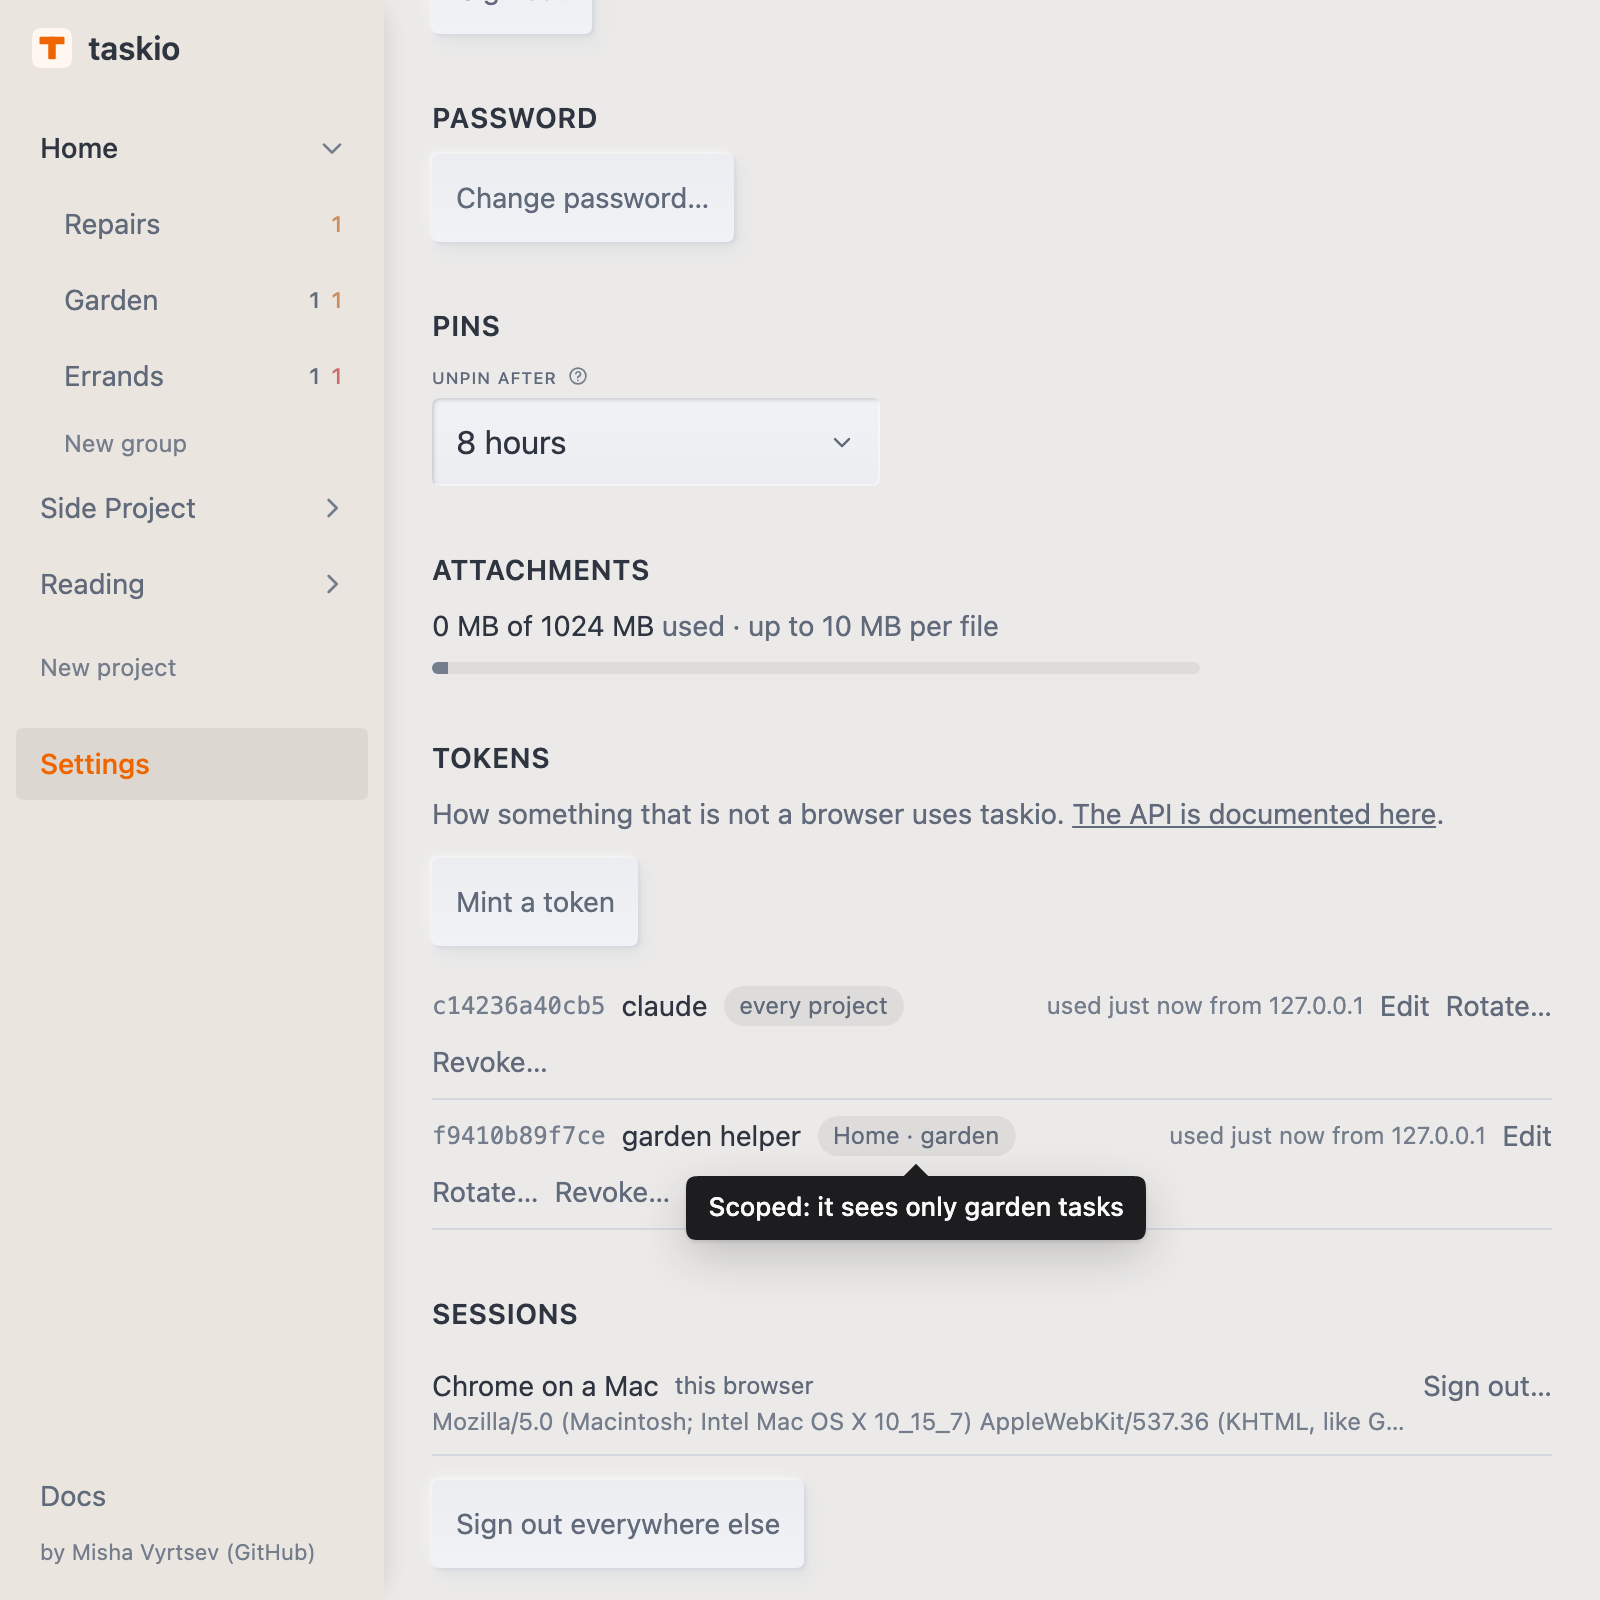 taskio
Home
Repairs 1
Garden 1 1
Errands 1 1
New group
Side Project
Reading
New project
Settings
Docs
by Misha Vyrtsev (GitHub)
PASSWORD
Change password...
PINS
UNPIN AFTER ?
8 hours
ATTACHMENTS
0 MB of 1024 MB used · up to 10 MB per file
TOKENS
How something that is not a browser uses taskio. The API is documented here.
Mint a token
c14236a40cb5 claude every project used just now from 127.0.0.1 Edit Rotate...
Revoke...
f9410b89f7ce garden helper Home · garden used just now from 127.0.0.1 Edit
Rotate... Revoke...
Scoped: it sees only garden tasks
SESSIONS
Chrome on a Mac this browser Sign out...
Mozilla/5.0 (Macintosh; Intel Mac OS X 10_15_7) AppleWebKit/537.36 (KHTML, like G...
Sign out everywhere else